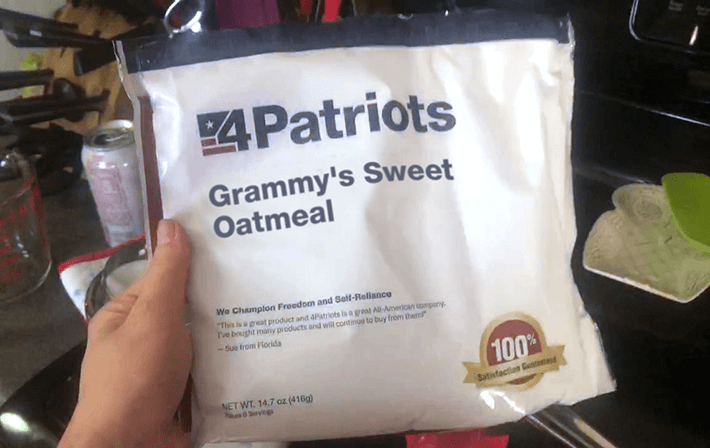 4Patriots
Grammy's Sweet
Oatmeal
We Champion Freedom and Self-Reliance
"This is a great product and 4Patriots is a great All-American company.
I've bought many products and will continue to buy from them!"
— Sue from Florida
100%
Satisfaction Guaranteed
NET WT. 14.7 oz (416g)
Servings